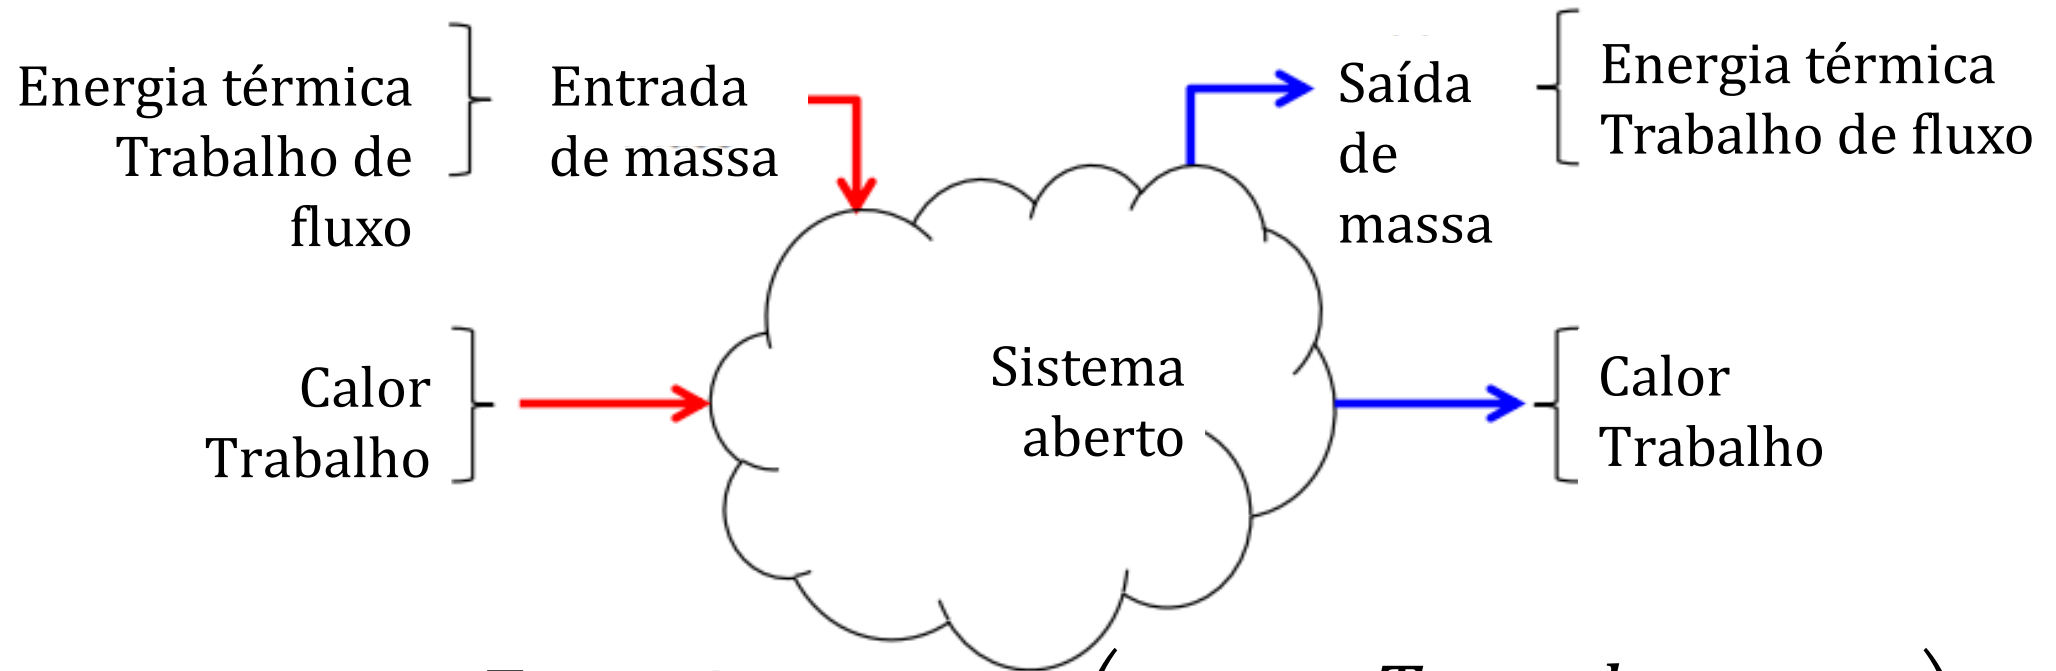 Energia térmica
Trabalho de
fluxo
Entrada
de massa
Saída
de
massa
Energia térmica
Trabalho de fluxo
Calor
Trabalho
Sistema
aberto
Calor
Trabalho